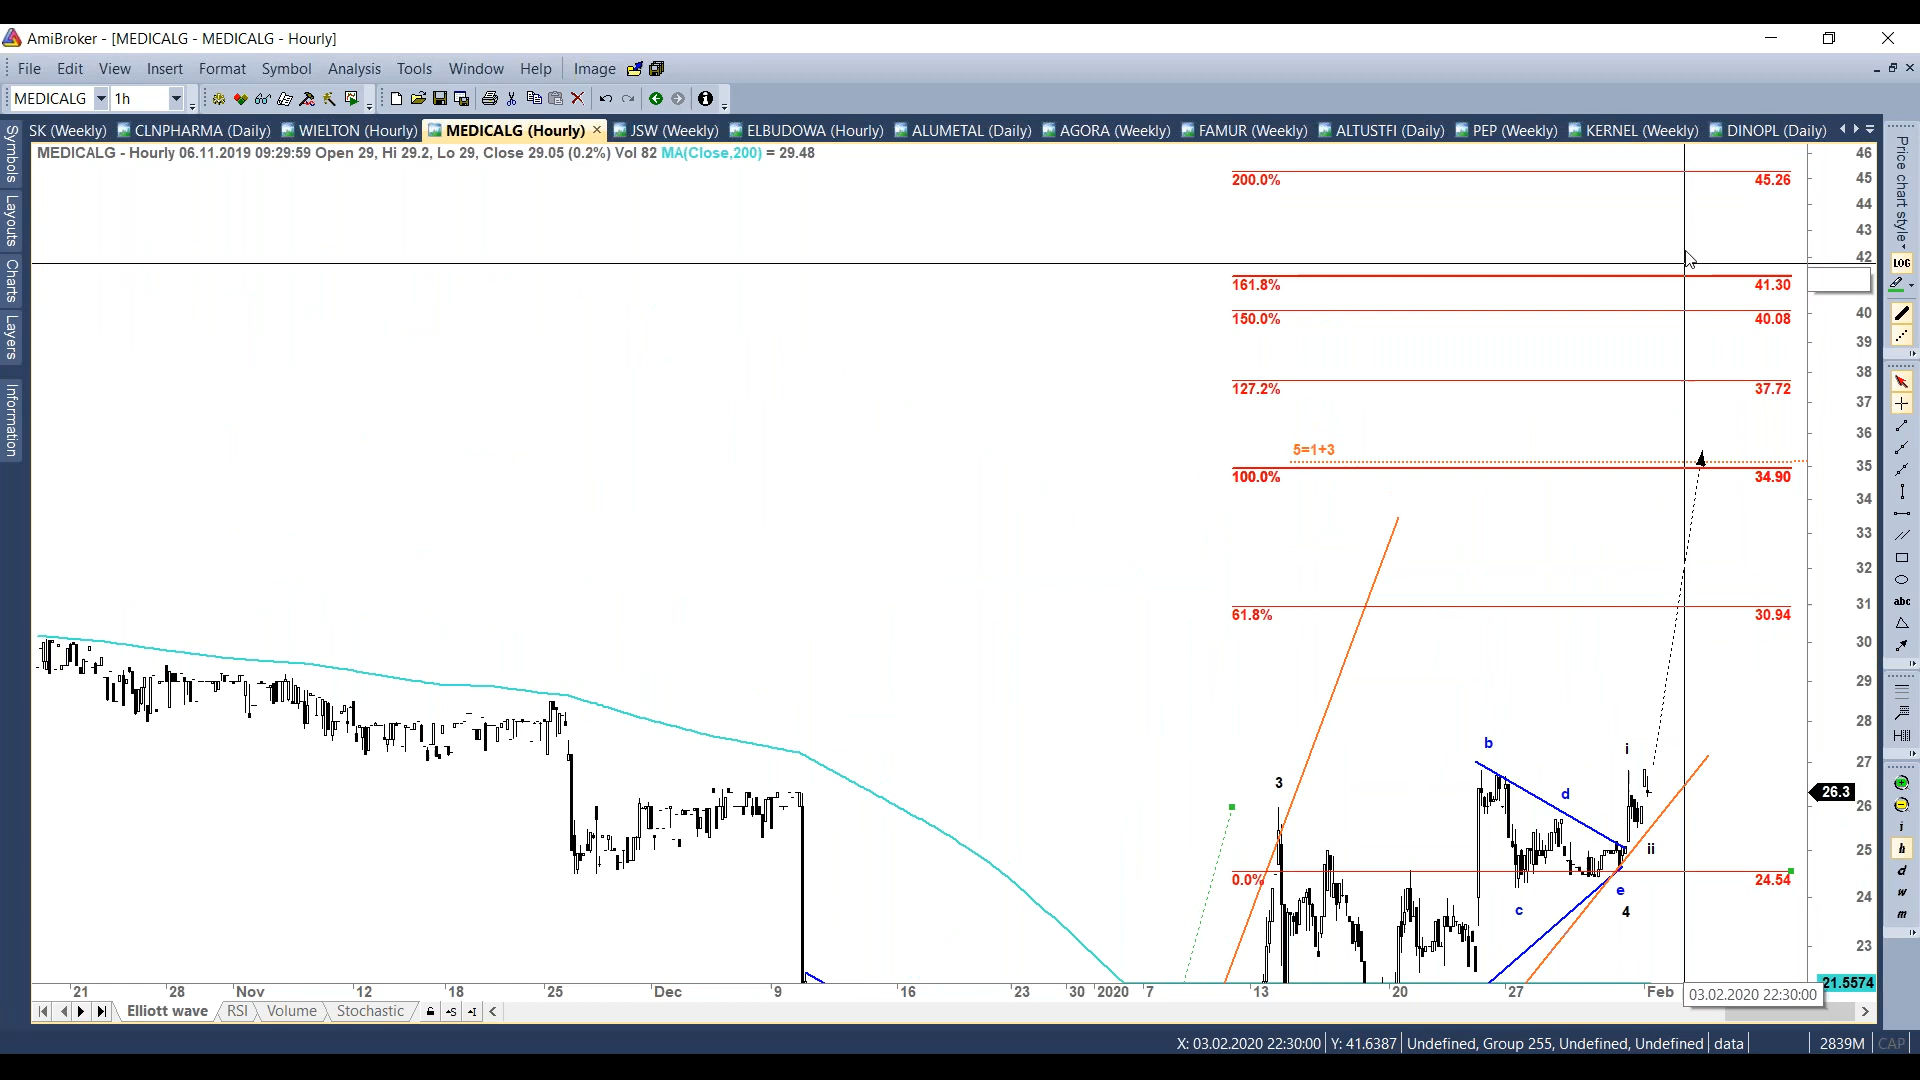 AmiBroker - [MEDICALG - MEDICALG - Hourly]
File Edit View Insert Format Symbol Analysis Tools Window Help Image
MEDICALG 1h
SK (Weekly) CLNPHARMA (Daily) WIELTON (Hourly) MEDICALG (Hourly) JSW (Weekly) ELBUDOWA (Hourly) ALUMETAL (Daily) AGORA (Weekly) FAMUR (Weekly) ALTUSTFI (Daily) PEP (Weekly) KERNEL (Weekly) DINOPL (Daily)
MEDICALG - Hourly 06.11.2019 09:29:59 Open 29, Hi 29.2, Lo 29, Close 29.05 (0.2%) Vol 82 MA(Close,200) = 29.48
Symbols
Layouts
Charts
Layers
Information
200.0% 45.26
161.8% 41.30
150.0% 40.08
127.2% 37.72
5=1+3
100.0% 34.90
61.8% 30.94
b
i
3
d
ii
0.0% 24.54
e
c
4
46
45
44
43
42
40
39
38
37
36
35
34
33
32
31
30
29
28
27
26.3
26
25
24
23
21.5574
Price chart style
LOG
abc
i
h
d
w
m
21 28 Nov 12 18 25 Dec 9 16 23 30 2020 7 13 20 27 Feb
03.02.2020 22:30:00
Elliott wave RSI Volume Stochastic
X: 03.02.2020 22:30:00 Y: 41.6387 Undefined, Group 255, Undefined, Undefined data 2839M CAP